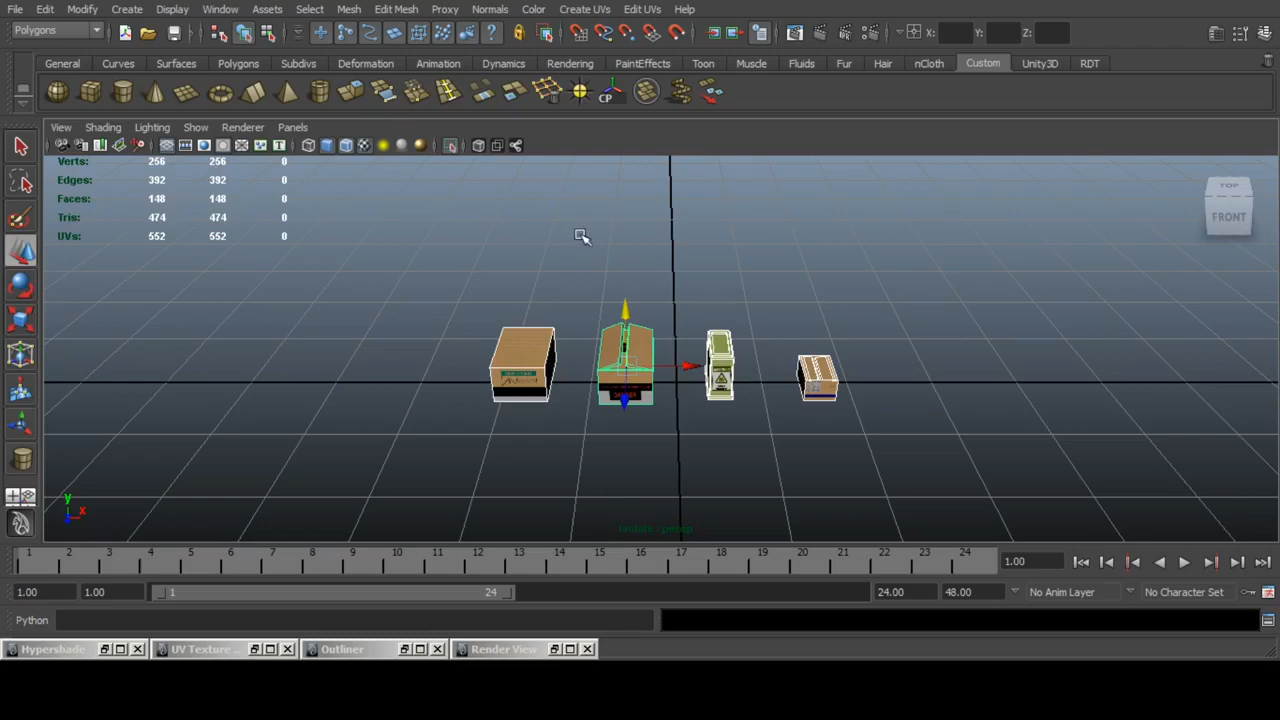 File Edit Modify Create Display Window Assets Select Mesh Edit Mesh Proxy Normals Color Create UVs Edit UVs Help
Polygons X: Y: Z:
General Curves Surfaces Polygons Subdivs Deformation Animation Dynamics Rendering PaintEffects Toon Muscle Fluids Fur Hair nCloth Custom Unity3D RDT
CP
View Shading Lighting Show Renderer Panels
T
Verts: 256 256 0
Edges: 392 392 0
Faces: 148 148 0
Tris: 474 474 0
UVs: 552 552 0
TOP
FRONT
y
x
Isolate : persp
1 2 3 4 5 6 7 8 9 10 11 12 13 14 15 16 17 18 19 20 21 22 23 24 1.00
1.00 1.00 1 24 24.00 48.00 No Anim Layer No Character Set
Python
Hypershade UV Texture Outliner Render View